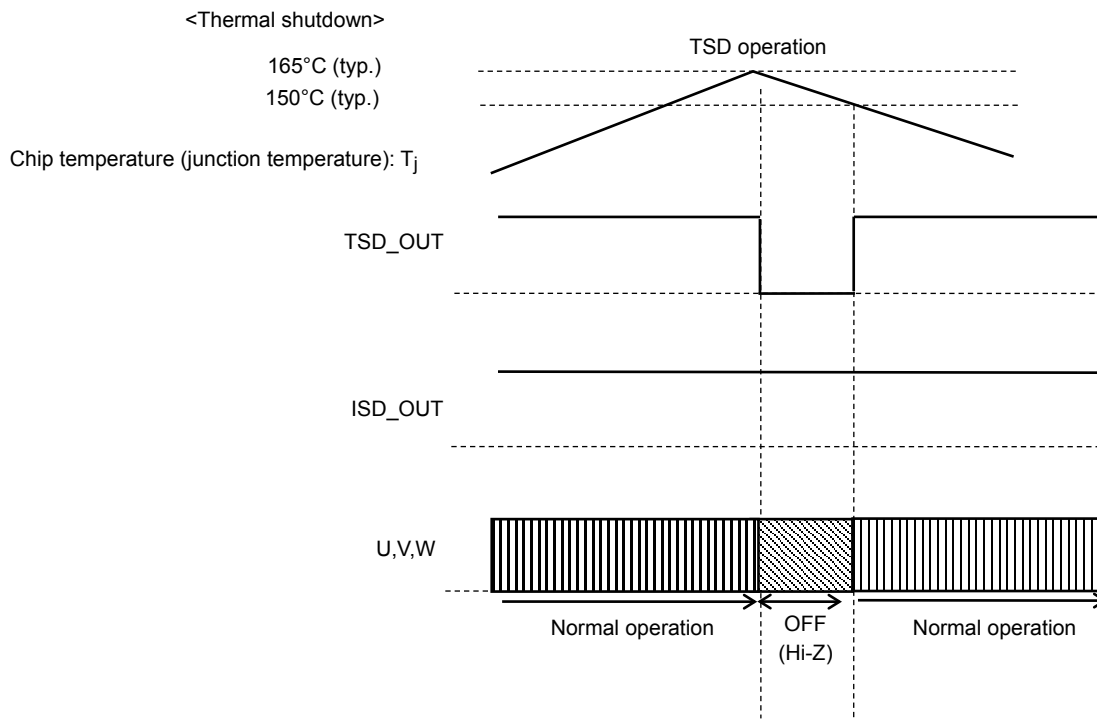 <Thermal shutdown>
TSD operation
165°C (typ.)
150°C (typ.)
Chip temperature (junction temperature): Tj
TSD_OUT
ISD_OUT
U,V,W
Normal operation
OFF
(Hi-Z)
Normal operation